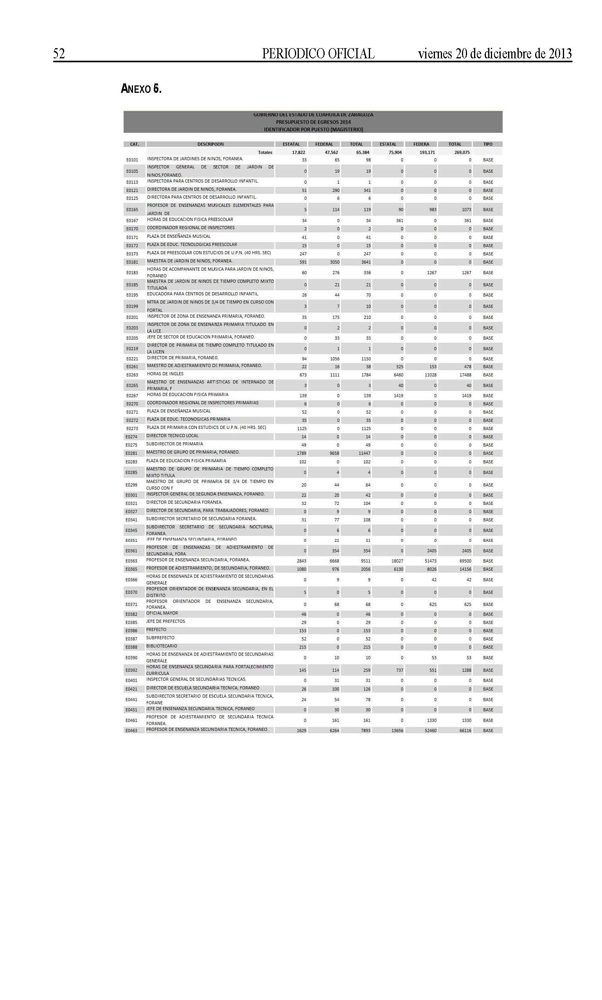 52 PERIODICO OFICIAL viernes 20 de diciembre de 2013
ANEXO 5.
GOBIERNO DEL ESTADO DE COAHUILA DE ZARAGOZA
PRESUPUESTO DE EGRESOS 2014
IDENTIFICADOR POR PUESTO (MAGISTERIO)
CAT. DESCRIPCION ESTATAL FEDERAL TOTAL ESTATAL FEDERA TOTAL TIPO
Totales 17,822 47,562 65,384 75,904 193,171 269,075
E0101 INSPECTORA DE JARDINES DE NINOS, FORANEA. 33 65 98 0 0 0 BASE
INSPECTOR GENERAL DE SECTOR DE JARDIN DE
E0105 0 19 19 0 0 0 BASE
NINOS,FORANEO.
E0113 INSPECTORA PARA CENTROS DE DESARROLLO INFANTIL. 0 1 1 0 0 0 BASE
E0121 DIRECTORA DE JARDIN DE NINOS, FORANEA. 51 290 341 0 0 0 BASE
E0125 DIRECTORA PARA CENTROS DE DESARROLLO INFANTIL. 0 6 6 0 0 0 BASE
PROFESOR DE ENSENANZAS MUSICALES ELEMENTALES PARA
E0165 5 114 119 90 983 1073 BASE
JARDIN DE
E0167 HORAS DE EDUCACION FISICA PREESCOLAR 34 0 34 361 0 361 BASE
E0170 COORDINADOR REGIONAL DE INSPECTORES 2 0 2 0 0 0 BASE
E0171 PLAZA DE ENSEÑANZA MUSICAL 41 0 41 0 0 0 BASE
E0172 PLAZA DE EDUC. TECNOLOGICAS PREESCOLAR 15 0 15 0 0 0 BASE
E0173 PLAZA DE PREESCOLAR CON ESTUDIOS DE U.P.N. (40 HRS. SEC) 247 0 247 0 0 0 BASE
E0181 MAESTRA DE JARDIN DE NINOS, FORANEA. 591 3050 3641 0 0 0 BASE
HORAS DE ACOMPANANTE DE MUSICA PARA JARDIN DE NINOS,
E0183 60 276 336 0 1267 1267 BASE
FORANEO
MAESTRA DE JARDIN DE NINOS DE TIEMPO COMPLETO MIXTO
E0185 0 21 21 0 0 0 BASE
TITULADA
E0195 EDUCADORA PARA CENTROS DE DESARROLLO INFANTIL. 26 44 70 0 0 0 BASE
MTRA DE JARDIN DE NINOS DE 3/4 DE TIEMPO EN CURSO CON
E0199 3 7 10 0 0 0 BASE
FORTAL
E0201 INSPECTOR DE ZONA DE ENSENANZA PRIMARIA, FORANEO. 35 175 210 0 0 0 BASE
INSPECTOR DE ZONA DE ENSENANZA PRIMARIA TITULADO EN
E0203 0 2 2 0 0 0 BASE
LA LICE
E0205 JEFE DE SECTOR DE EDUCACION PRIMARIA, FORANEO. 0 33 33 0 0 0 BASE
DIRECTOR DE PRIMARIA DE TIEMPO COMPLETO TITULADO EN
E0219 0 1 1 0 0 0 BASE
LA LICEN
E0221 DIRECTOR DE PRIMARIA, FORANEO. 94 1056 1150 0 0 0 BASE
E0261 MAESTRO DE ADIESTRAMIENTO DE PRIMARIA, FORANEO. 22 16 38 325 153 478 BASE
E0263 HORAS DE INGLES 673 1111 1784 6460 11028 17488 BASE
MAESTRO DE ENSENANZAS ARTISTICAS DE INTERNADO DE
E0265 3 0 3 40 0 40 BASE
PRIMARIA, F
E0267 HORAS DE EDUCACION FISICA PRIMARIA 139 0 139 1419 0 1419 BASE
E0270 COORDINADOR REGIONAL DE INSPECTORES PRIMARIAS 6 0 6 0 0 0 BASE
E0271 PLAZA DE ENSEÑANZA MUSICAL 52 0 52 0 0 0 BASE
E0272 PLAZA DE EDUC. TECONOGICAS PRIMARIA 35 0 35 0 0 0 BASE
E0273 PLAZA DE PRIMARIA CON ESTUDIOS DE U.P.N. (40 HRS. SEC) 1125 0 1125 0 0 0 BASE
E0274 DIRECTOR TECNICO LOCAL 14 0 14 0 0 0 BASE
E0275 SUBDIRECTOR DE PRIMARIA 49 0 49 0 0 0 BASE
E0281 MAESTRO DE GRUPO DE PRIMARIA, FORANEO. 1789 9658 11447 0 0 0 BASE
E0283 PLAZA DE EDUCACION FISICA PRIMARIA 102 0 102 0 0 0 BASE
MAESTRO DE GRUPO DE PRIMARIA DE TIEMPO COMPLETO
E0285 0 4 4 0 0 0 BASE
MIXTO TITULA
MAESTRO DE GRUPO DE PRIMARIA DE 3/4 DE TIEMPO EN
E0299 20 44 64 0 0 0 BASE
CURSO CON F
E0301 INSPECTOR GENERAL DE SEGUNDA ENSENANZA, FORANEO. 22 20 42 0 0 0 BASE
E0321 DIRECTOR DE SECUNDARIA FORANEA. 32 72 104 0 0 0 BASE
E0327 DIRECTOR DE SECUNDARIA, PARA TRABAJADORES, FORANEO. 0 9 9 0 0 0 BASE
E0341 SUBDIRECTOR SECRETARIO DE SECUNDARIA FORANEA. 31 77 108 0 0 0 BASE
SUBDIRECTOR SECRETARIO DE SECUNDARIA NOCTURNA,
E0345 0 6 6 0 0 0 BASE
FORANEA.
E0351 JEFE DE ENSENANZA SECUNDARIA, FORANEO 0 21 21 0 0 0 BASE
PROFESOR DE ENSENANZAS DE ADIESTRAMIENTO DE
E0361 0 354 354 0 2405 2405 BASE
SECUNDARIA, FORA
E0363 PROFESOR DE ENSENANZA SECUNDARIA, FORANEA. 2843 6668 9511 18027 51473 69500 BASE
E0365 PROFESOR DE ADIESTRAMIENTO, DE SECUNDARIA, FORANEO. 1080 976 2056 6130 8026 14156 BASE
HORAS DE ENSENANZA DE ADIESTRAMIENTO DE SECUNDARIAS
E0366 0 9 9 0 42 42 BASE
GENERALE
PROFESOR ORIENTADOR DE ENSENANZA SECUNDARIA, EN EL
E0370 5 0 5 0 0 0 BASE
DISTRITO
PROFESOR ORIENTADOR DE ENSENANZA SECUNDARIA,
E0371 0 68 68 0 625 625 BASE
FORANEA.
E0382 OFICIAL MAYOR 46 0 46 0 0 0 BASE
E0385 JEFE DE PREFECTOS 29 0 29 0 0 0 BASE
E0386 PREFECTO 153 0 153 0 0 0 BASE
E0387 SUBPREFECTO 52 0 52 0 0 0 BASE
E0388 BIBLIOTECARIO 215 0 215 0 0 0 BASE
HORAS DE ENSENANZA DE ADIESTRAMIENTO DE SECUNDARIAS
E0390 0 10 10 0 53 53 BASE
GENERALE
HORAS DE ENSENANZA SECUNDARIA PARA FORTALECIMIENTO
E0392 145 114 259 737 551 1288 BASE
CURRICULA
E0401 INSPECTOR GENERAL DE SECUNDARIAS TECNICAS. 0 31 31 0 0 0 BASE
E0421 DIRECTOR DE ESCUELA SECUNDARIA TECNICA, FORANEO 26 100 126 0 0 0 BASE
SUBDIRECTOR SECRETARIO DE ESCUELA SECUNDARIA TECNICA,
E0441 24 54 78 0 0 0 BASE
FORANE
E0451 JEFE DE ENSENANZA SECUNDARIA TECNICA, FORANEO 0 30 30 0 0 0 BASE
PROFESOR DE ADIESTRAMIENTO DE SECUNDARIA TECNICA
E0461 0 161 161 0 1330 1330 BASE
FORANEA.
E0463 PROFESOR DE ENSENANZA SECUNDARIA TECNICA, FORANEO. 1629 6264 7893 13656 52460 66116 BASE